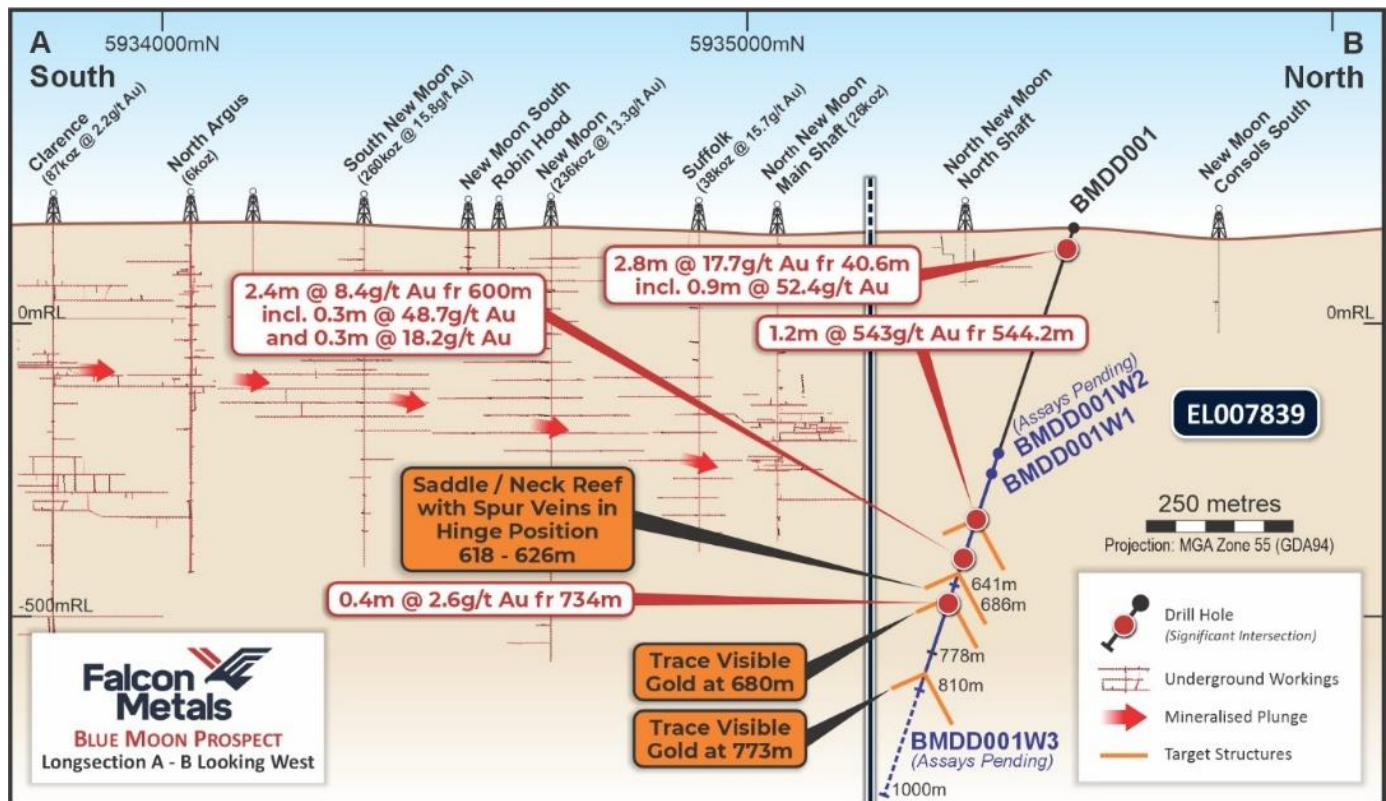 A
South
5934000mN
5935000mN
B
North
Clarence
(87koz @ 2.2g/t Au)
North Argus
(6koz)
South New Moon
(260koz @ 15.8g/t Au)
New Moon South
Robin Hood
New Moon
(236koz @ 13.3g/t Au)
Suffolk
(38koz @ 15.7g/t Au)
North New Moon
Main Shaft (26koz)
North New Moon
North Shaft
BMDD001
New Moon
Consols South
2.8m @ 17.7g/t Au fr 40.6m
incl. 0.9m @ 52.4g/t Au
2.4m @ 8.4g/t Au fr 600m
incl. 0.3m @ 48.7g/t Au
and 0.3m @ 18.2g/t Au
0mRL
0mRL
1.2m @ 543g/t Au fr 544.2m
(Assays Pending)
BMDD001W2
BMDD001W1
EL007839
Saddle / Neck Reef
with Spur Veins in
Hinge Position
618 - 626m
250 metres
Projection: MGA Zone 55 (GDA94)
641m
686m
0.4m @ 2.6g/t Au fr 734m
-500mRL
778m
810m
Trace Visible
Gold at 680m
Trace Visible
Gold at 773m
BMDD001W3
(Assays Pending)
1000m
Falcon
Metals
BLUE MOON PROSPECT
Longsection A - B Looking West
Drill Hole
(Significant Intersection)
Underground Workings
Mineralised Plunge
Target Structures